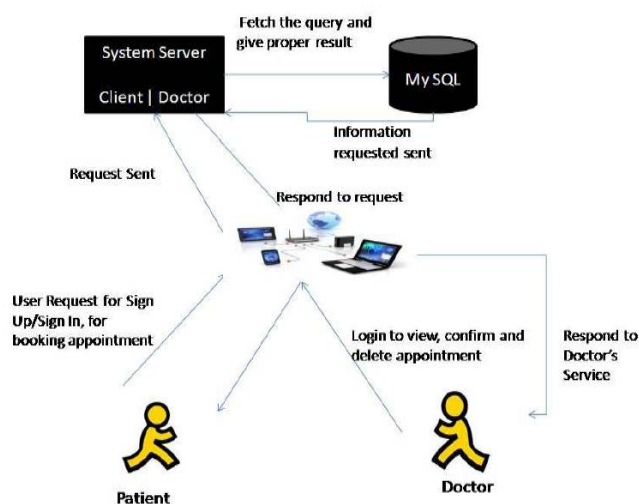 Fetch the query and
give proper result
System Server
Client | Doctor
My SQL
Information
requested sent
Request Sent
Respond to request
User Request for Sign
Up/Sign In, for
booking appointment
Login to view, confirm and
delete appointment
Respond to
Doctor's
Service
Patient
Doctor